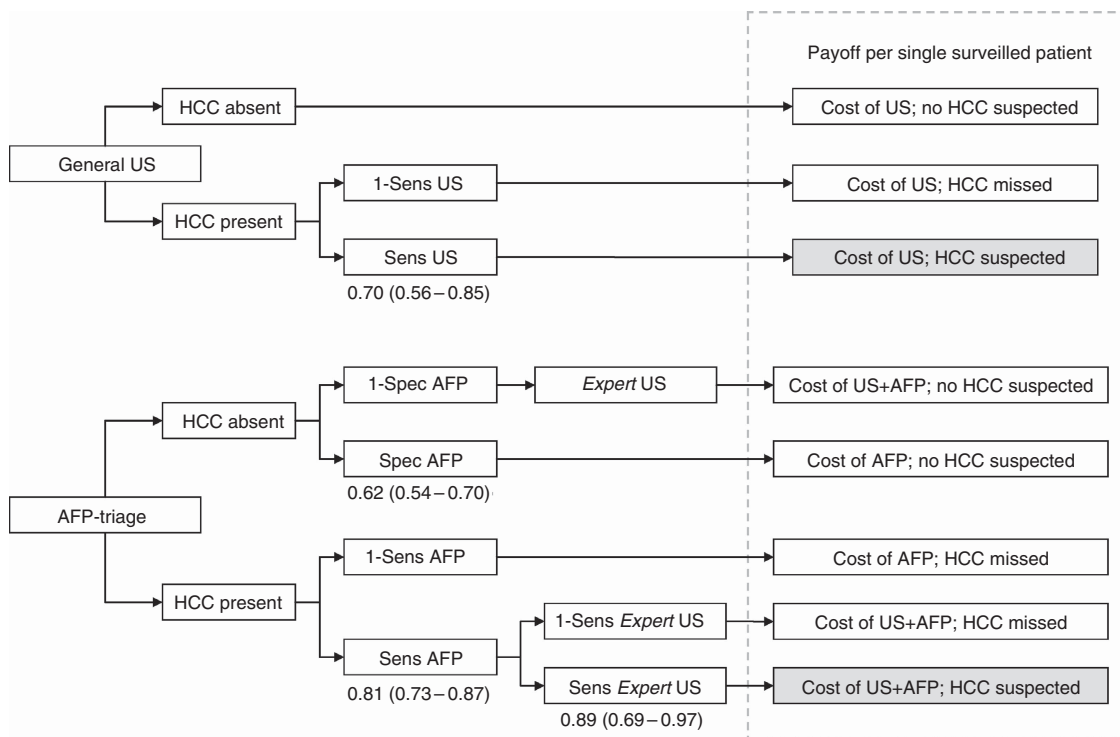 Payoff per single surveilled patient
HCC absent
Cost of US; no HCC suspected
General US
1-Sens US
Cost of US; HCC missed
HCC present
Sens US
Cost of US; HCC suspected
0.70 (0.56–0.85)
1-Spec AFP
Expert US
Cost of US+AFP; no HCC suspected
HCC absent
Spec AFP
Cost of AFP; no HCC suspected
0.62 (0.54–0.70)
AFP-triage
1-Sens AFP
Cost of AFP; HCC missed
HCC present
1-Sens Expert US
Cost of US+AFP; HCC missed
Sens AFP
0.81 (0.73–0.87)
Sens Expert US
Cost of US+AFP; HCC suspected
0.89 (0.69–0.97)